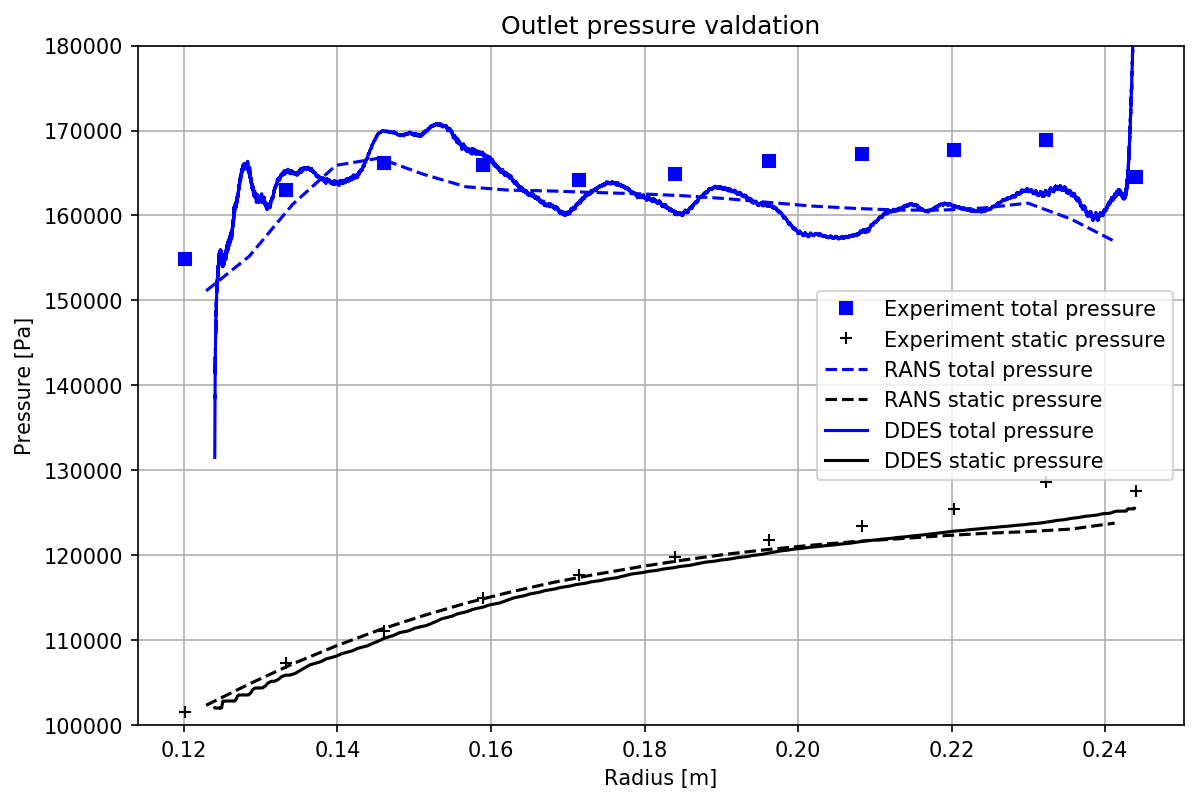 Outlet pressure valdation
180000
170000
160000
150000
140000
130000
120000
110000
100000
Pressure [Pa]
Experiment total pressure
Experiment static pressure
RANS total pressure
RANS static pressure
DDES total pressure
DDES static pressure
0.12 0.14 0.16 0.18 0.20 0.22 0.24
Radius [m]